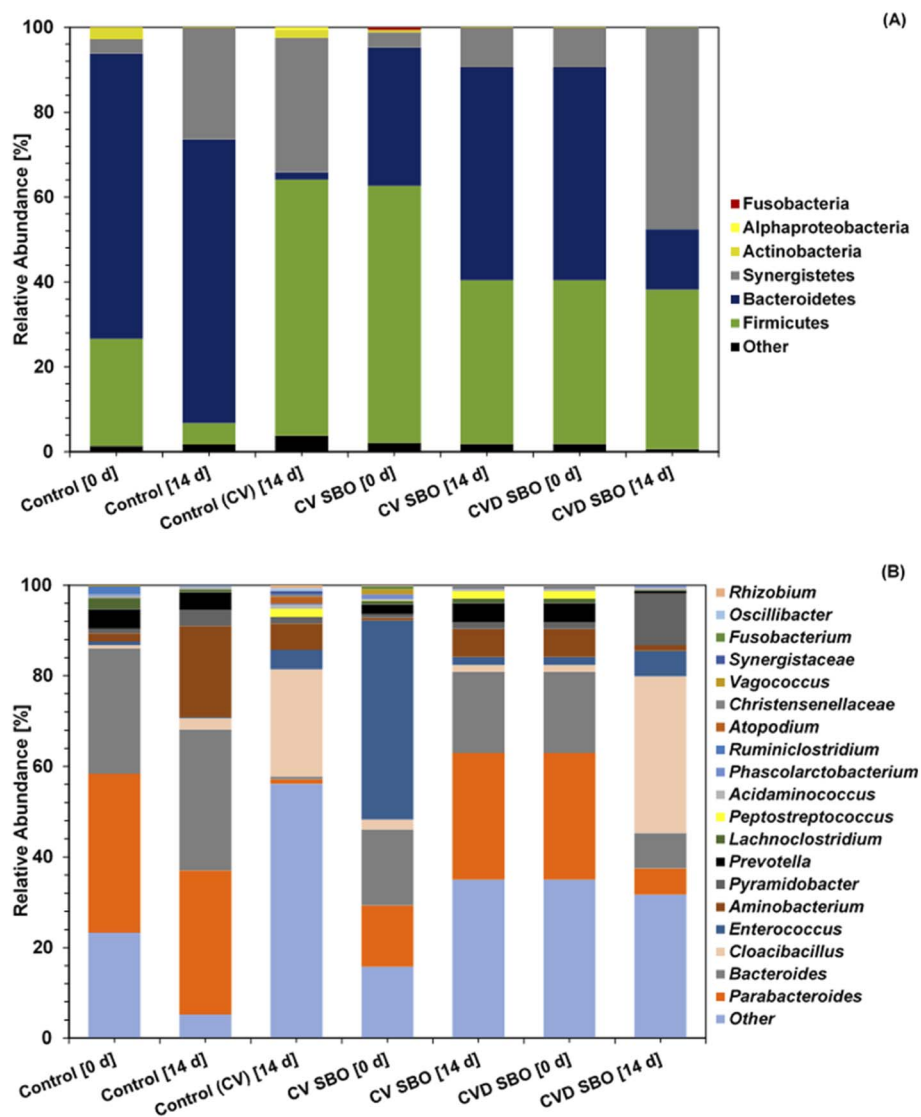 (A)
Relative Abundance [%]
100
80
60
40
20
0
Control [0 d]
Control [14 d]
Control (CV) [14 d]
CV SBO [0 d]
CV SBO [14 d]
CVD SBO [0 d]
CVD SBO [14 d]
Fusobacteria
Alphaproteobacteria
Actinobacteria
Synergistetes
Bacteroidetes
Firmicutes
Other
(B)
Relative Abundance [%]
100
80
60
40
20
0
Control [0 d]
Control [14 d]
Control (CV) [14 d]
CV SBO [0 d]
CV SBO [14 d]
CVD SBO [0 d]
CVD SBO [14 d]
Rhizobium
Oscillibacter
Fusobacterium
Synergistaceae
Vagococcus
Christensenellaceae
Atopodium
Ruminiclostridium
Phascolarctobacterium
Acidaminococcus
Peptostreptococcus
Lachnoclostridium
Prevotella
Pyramidobacter
Aminobacterium
Enterococcus
Cloacibacillus
Bacteroides
Parabacteroides
Other